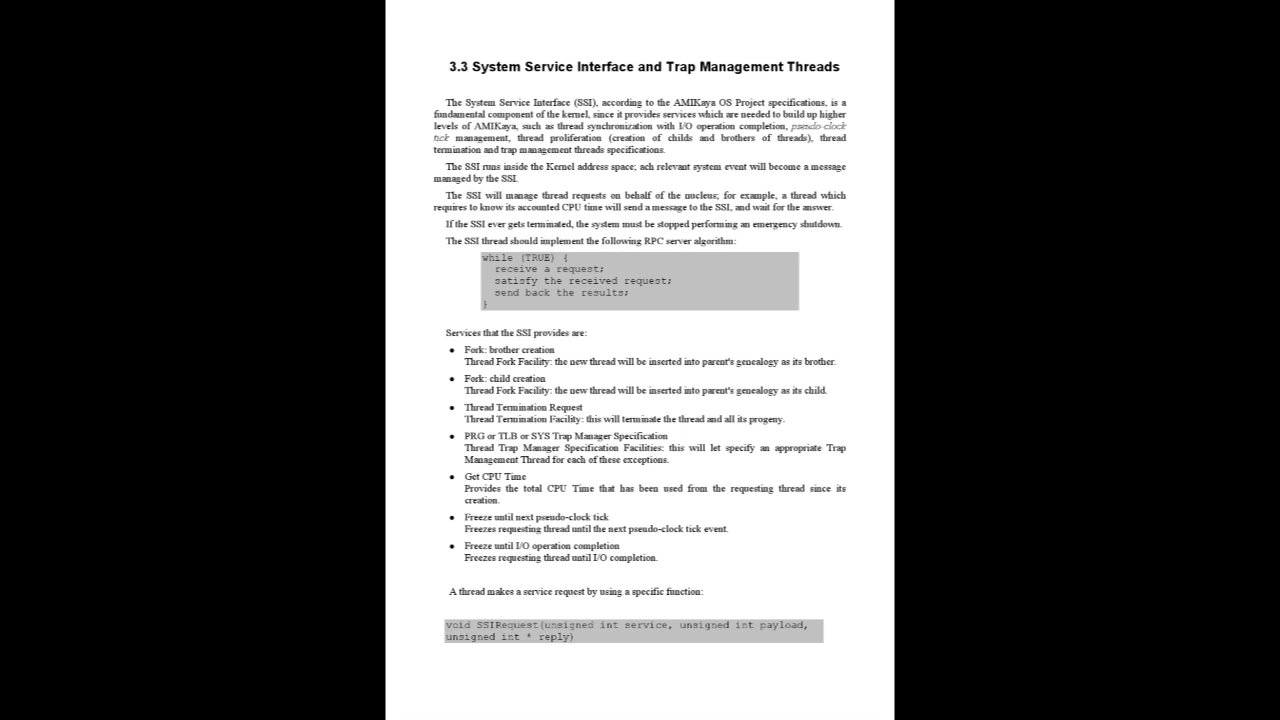 3.3 System Service Interface and Trap Management Threads
The System Service Interface (SSI), according to the AMIKaya OS Project specifications, is a
fundamental component of the kernel, since it provides services which are needed to build up higher
levels of AMIKaya, such as thread synchronization with I/O operation completion, pseudo-clock
tick management, thread proliferation (creation of childs and brothers of threads), thread
termination and trap management threads specifications.
The SSI runs inside the Kernel address space; ach relevant system event will become a message
managed by the SSI.
The SSI will manage thread requests on behalf of the nucleus; for example, a thread which
requires to know its accounted CPU time will send a message to the SSI, and wait for the answer.
If the SSI ever gets terminated, the system must be stopped performing an emergency shutdown.
The SSI thread should implement the following RPC server algorithm:
while (TRUE) {
receive a request;
satisfy the received request;
send back the results;
}
Services that the SSI provides are:
● Fork: brother creation
Thread Fork Facility: the new thread will be inserted into parent's genealogy as its brother.
● Fork: child creation
Thread Fork Facility: the new thread will be inserted into parent's genealogy as its child.
● Thread Termination Request
Thread Termination Facility: this will terminate the thread and all its progeny.
● PRG or TLB or SYS Trap Manager Specification
Thread Trap Manager Specification Facilities: this will let specify an appropriate Trap
Management Thread for each of these exceptions.
● Get CPU Time
Provides the total CPU Time that has been used from the requesting thread since its
creation.
● Freeze until next pseudo-clock tick
Freezes requesting thread until the next pseudo-clock tick event.
● Freeze until I/O operation completion
Freezes requesting thread until I/O completion.
A thread makes a service request by using a specific function:
void SSIRequest(unsigned int service, unsigned int payload,
unsigned int * reply)